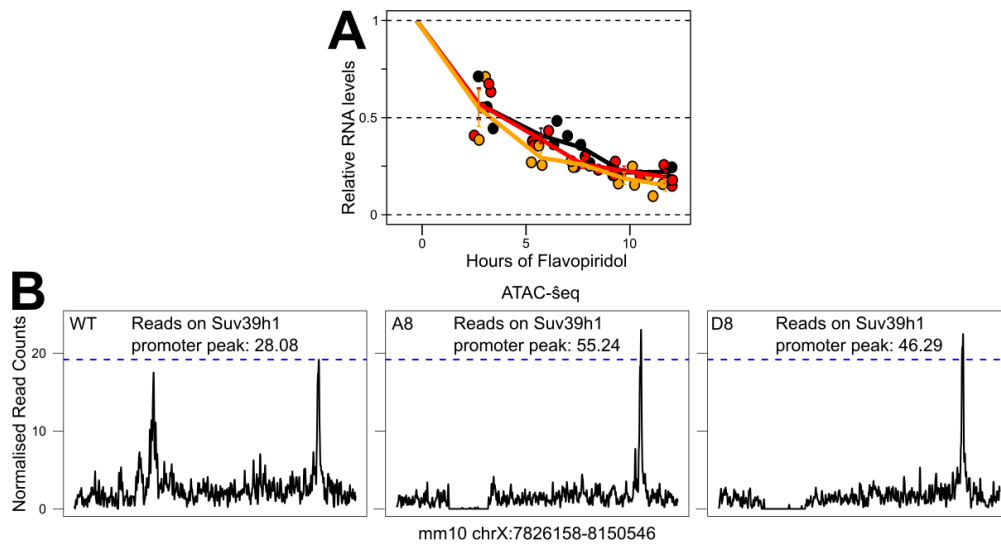 A
Relative RNA levels
1
0.5
0
0
5
10
Hours of Flavopiridol
B
ATAC-ŝeq
Normalised Read Counts
20
10
0
WT
Reads on Suv39h1
promoter peak: 28.08
A8
Reads on Suv39h1
promoter peak: 55.24
D8
Reads on Suv39h1
promoter peak: 46.29
mm10 chrX:7826158-8150546